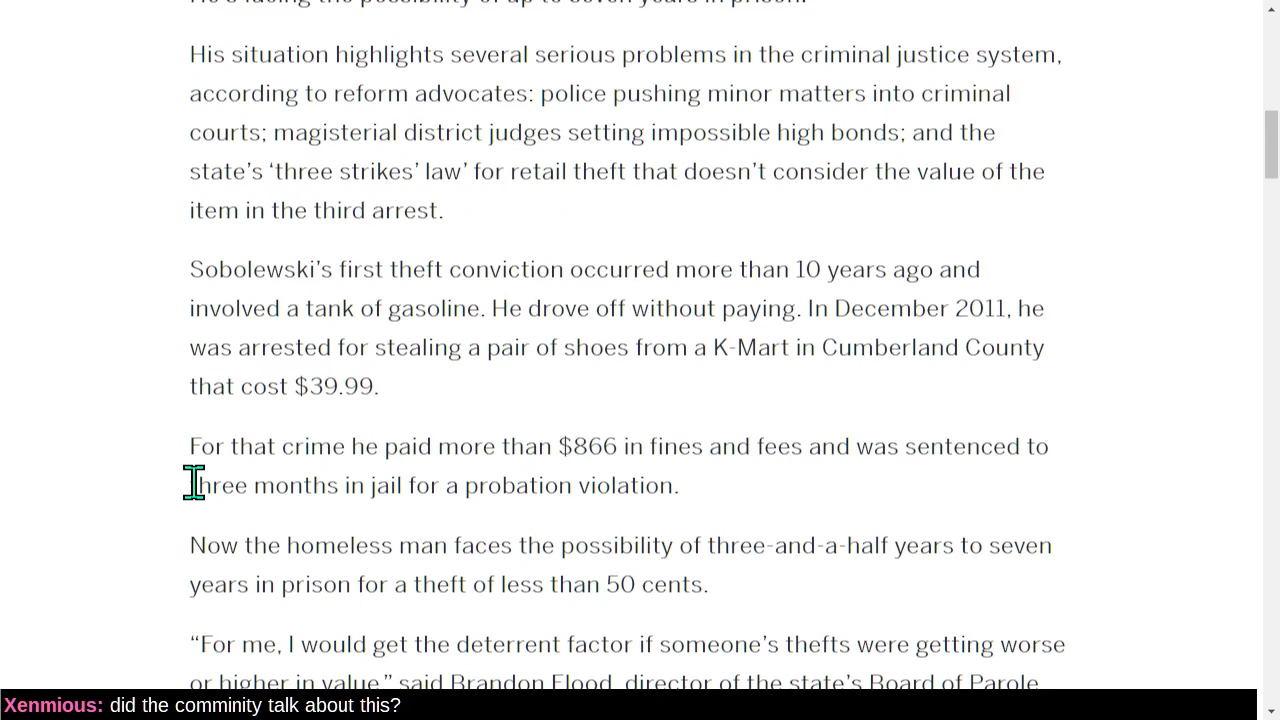 He's facing the possibility of up to seven years in prison.
His situation highlights several serious problems in the criminal justice system,
according to reform advocates: police pushing minor matters into criminal
courts; magisterial district judges setting impossible high bonds; and the
state’s ‘three strikes’ law’ for retail theft that doesn’t consider the value of the
item in the third arrest.
Sobolewski’s first theft conviction occurred more than 10 years ago and
involved a tank of gasoline. He drove off without paying. In December 2011, he
was arrested for stealing a pair of shoes from a K-Mart in Cumberland County
that cost $39.99.
For that crime he paid more than $866 in fines and fees and was sentenced to
three months in jail for a probation violation.
Now the homeless man faces the possibility of three-and-a-half years to seven
years in prison for a theft of less than 50 cents.
“For me, I would get the deterrent factor if someone’s thefts were getting worse
or higher in value,” said Brandon Flood, director of the state’s Board of Parole
Xenmious: did the comminity talk about this?